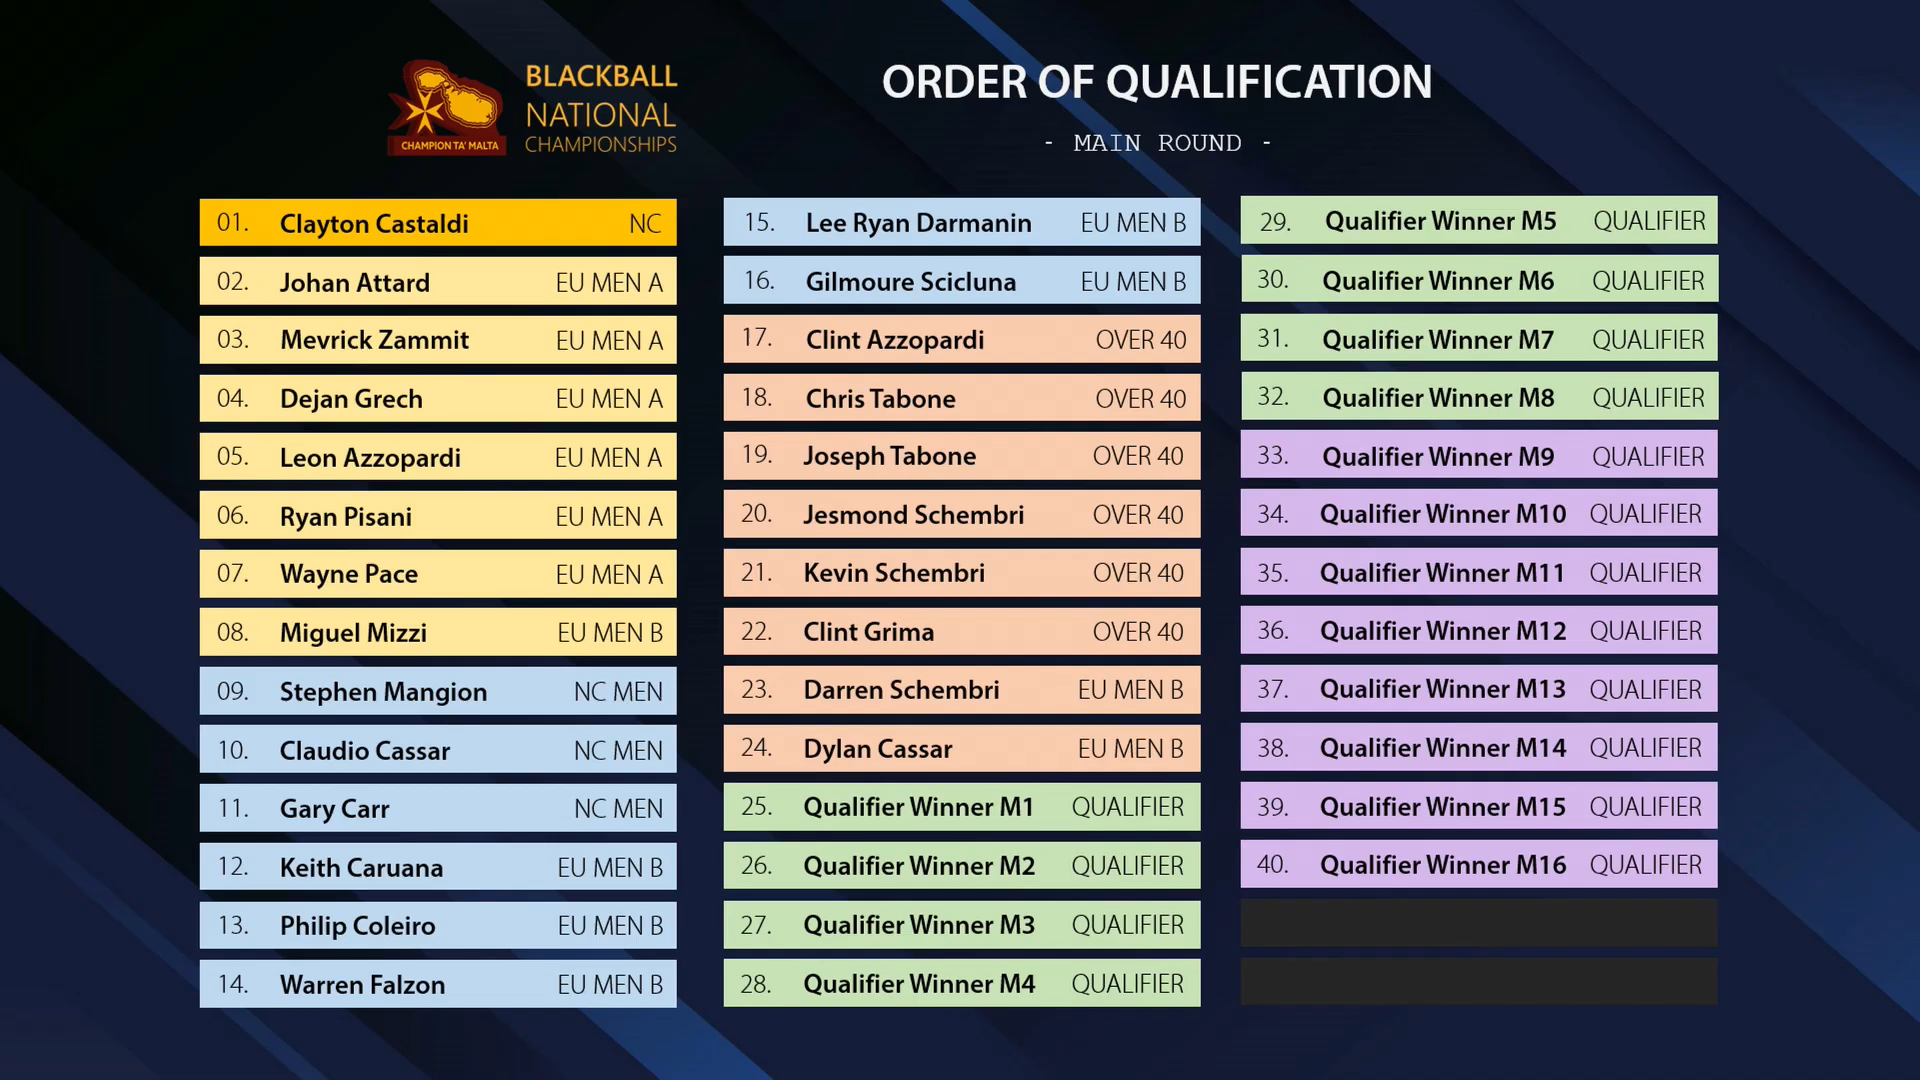 BLACKBALL
NATIONAL
CHAMPIONSHIPS
CHAMPION TA' MALTA
ORDER OF QUALIFICATION
- MAIN ROUND -
01. Clayton Castaldi NC
02. Johan Attard EU MEN A
03. Mevrick Zammit EU MEN A
04. Dejan Grech EU MEN A
05. Leon Azzopardi EU MEN A
06. Ryan Pisani EU MEN A
07. Wayne Pace EU MEN A
08. Miguel Mizzi EU MEN B
09. Stephen Mangion NC MEN
10. Claudio Cassar NC MEN
11. Gary Carr NC MEN
12. Keith Caruana EU MEN B
13. Philip Coleiro EU MEN B
14. Warren Falzon EU MEN B
15. Lee Ryan Darmanin EU MEN B
16. Gilmoure Scicluna EU MEN B
17. Clint Azzopardi OVER 40
18. Chris Tabone OVER 40
19. Joseph Tabone OVER 40
20. Jesmond Schembri OVER 40
21. Kevin Schembri OVER 40
22. Clint Grima OVER 40
23. Darren Schembri EU MEN B
24. Dylan Cassar EU MEN B
25. Qualifier Winner M1 QUALIFIER
26. Qualifier Winner M2 QUALIFIER
27. Qualifier Winner M3 QUALIFIER
28. Qualifier Winner M4 QUALIFIER
29. Qualifier Winner M5 QUALIFIER
30. Qualifier Winner M6 QUALIFIER
31. Qualifier Winner M7 QUALIFIER
32. Qualifier Winner M8 QUALIFIER
33. Qualifier Winner M9 QUALIFIER
34. Qualifier Winner M10 QUALIFIER
35. Qualifier Winner M11 QUALIFIER
36. Qualifier Winner M12 QUALIFIER
37. Qualifier Winner M13 QUALIFIER
38. Qualifier Winner M14 QUALIFIER
39. Qualifier Winner M15 QUALIFIER
40. Qualifier Winner M16 QUALIFIER